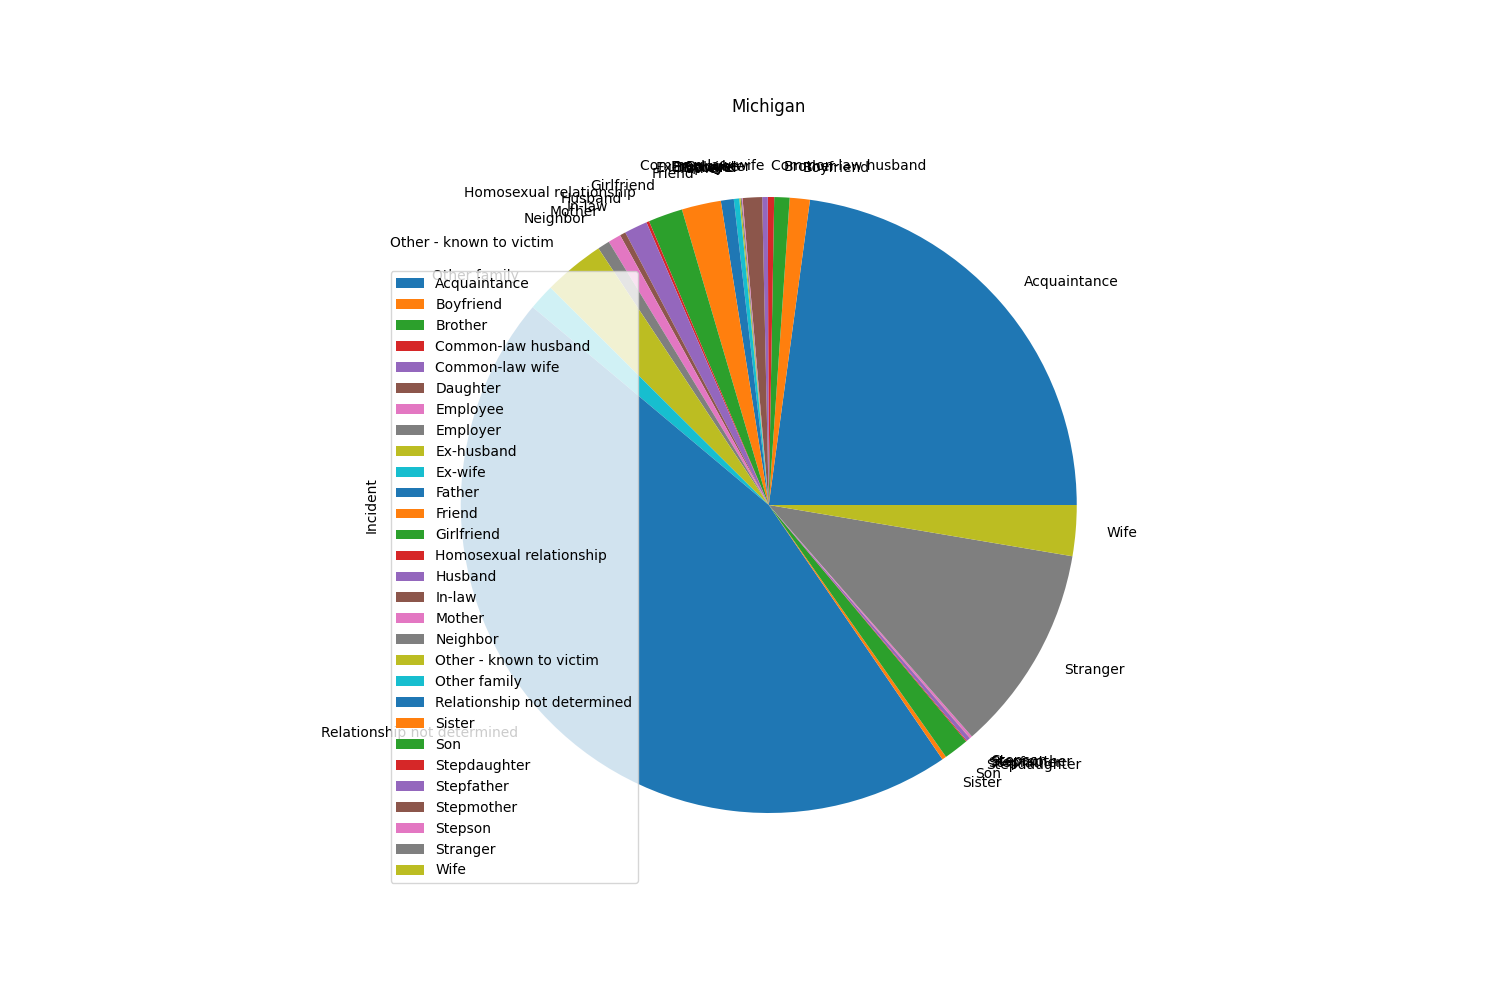 Michigan
Common-law husband
Boyfriend
Girlfriend
Friend
Homosexual relationship
Husband
In-law
Mother
Neighbor
Other - known to victim
Other family
Acquaintance
Wife
Stranger
Relationship not determined
Stepdaughter
Son
Sister
Incident
Acquaintance
Boyfriend
Brother
Common-law husband
Common-law wife
Daughter
Employee
Employer
Ex-husband
Ex-wife
Father
Friend
Girlfriend
Homosexual relationship
Husband
In-law
Mother
Neighbor
Other - known to victim
Other family
Relationship not determined
Sister
Son
Stepdaughter
Stepfather
Stepmother
Stepson
Stranger
Wife